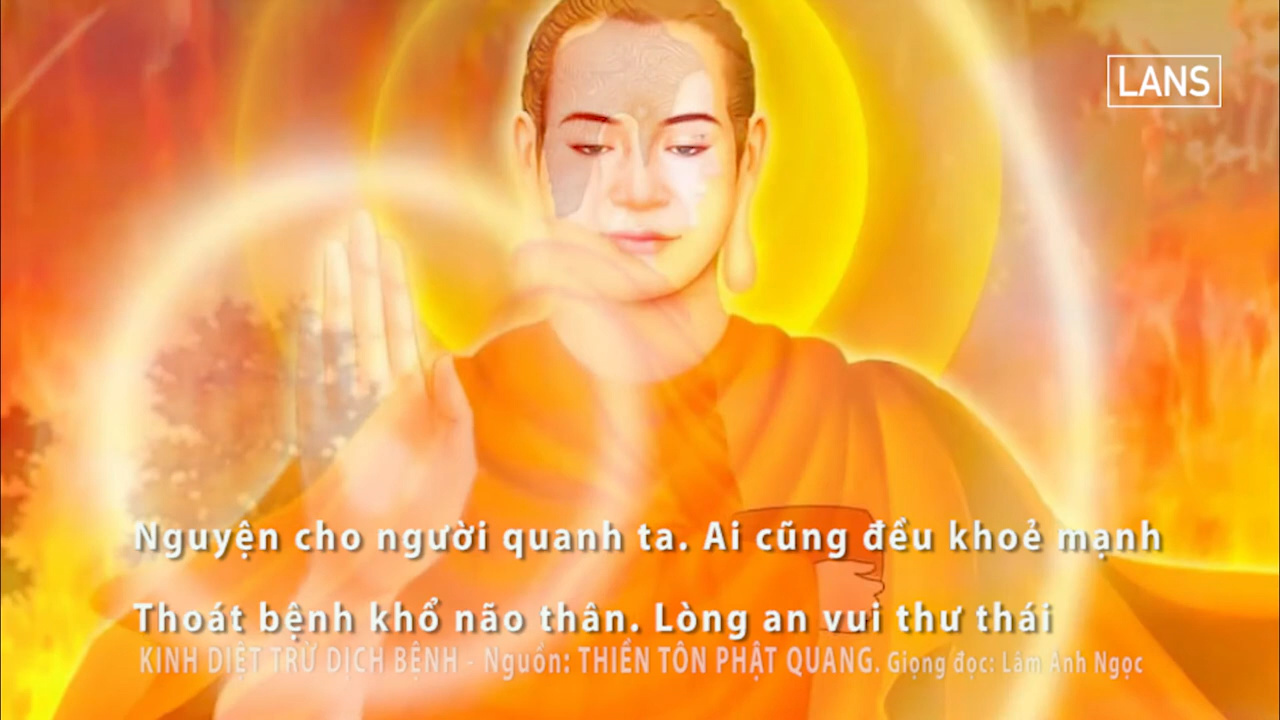 LANS
Nguyện cho người quanh ta. Ai cũng đều khoẻ mạnh
Thoát bệnh khổ não thân. Lòng an vui thư thái
KINH DIỆT TRỪ DỊCH BỆNH - Nguồn: THIỀN TÔN PHẬT QUANG. Giọng đọc: Lâm Ánh Ngọc